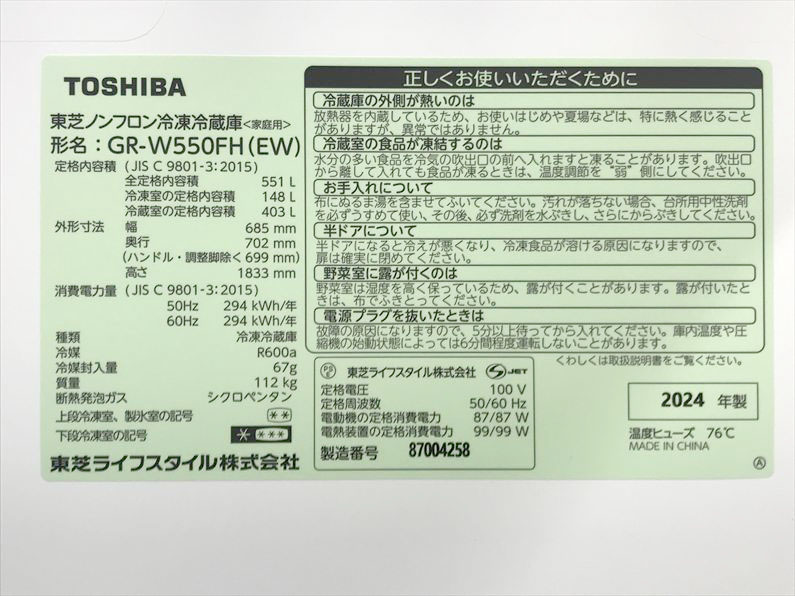 TOSHIBA
東芝ノンフロン冷凍冷蔵庫<家庭用>
形名：GR-W550FH(EW)
定格内容積 (JIS C 9801-3:2015)
全定格内容積 551 L
冷凍室の定格内容積 148 L
冷蔵室の定格内容積 403 L
外形寸法 幅 685 mm
奥行 702 mm
(ハンドル・調整脚除く 699 mm)
高さ 1833 mm
消費電力量 (JIS C 9801-3:2015)
50Hz 294 kWh/年
60Hz 294 kWh/年
種類 冷凍冷蔵庫
冷媒 R600a
冷媒封入量 67g
質量 112 kg
断熱発泡ガス シクロペンタン
上段冷凍室、製氷室の記号 **
下段冷凍室の記号 * ***
東芝ライフスタイル株式会社
正しくお使いいただくために
冷蔵庫の外側が熱いのは
放熱器を内蔵しているため、お使いはじめや夏場などは、特に熱く感じること
がありますが、異常ではありません。
冷蔵室の食品が凍結するのは
水分の多い食品を冷気の吹出口の前へ入れますと凍ることがあります。吹出口
から離して入れても食品が凍るときは、温度調節を"弱"側にしてください。
お手入れについて
布にぬるま湯を含ませてふいてください。汚れが落ちない場合、台所用中性洗剤
を必ずうすめて使い、その後、必ず洗剤を水ぶきし、さらにからぶきしてください。
半ドアについて
半ドアになると冷えが悪くなり、冷凍食品が溶ける原因になりますので、
扉は確実に閉めてください。
野菜室に露が付くのは
野菜室は湿度を高く保っているため、露が付くことがあります。露が付いたと
きは、布でふきとってください。
電源プラグを抜いたときは
故障の原因になりますので、5分以上待ってから入れてください。庫内温度や圧
縮機の始動状態によっては6分間程度運転しないことがあります。
くわしくは取扱説明書をご覧ください。
PSE 東芝ライフスタイル株式会社 S JET
定格電圧 100 V
定格周波数 50/60 Hz
電動機の定格消費電力 87/87 W
電熱装置の定格消費電力 99/99 W
製造番号 87004258
2024 年製
温度ヒューズ 76℃
MADE IN CHINA
Ⓐ